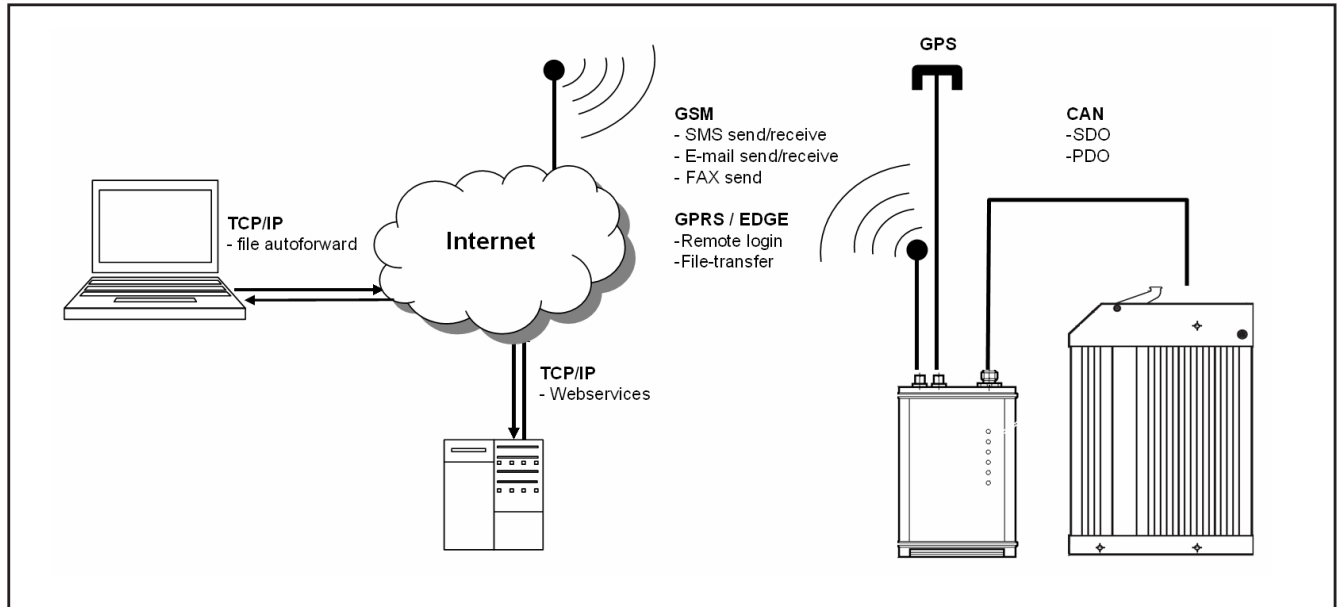 TCP/IP
- file autoforward
Internet
TCP/IP
- Webservices
GSM
- SMS send/receive
- E-mail send/receive
- FAX send
GPRS / EDGE
-Remote login
-File-transfer
GPS
CAN
-SDO
-PDO